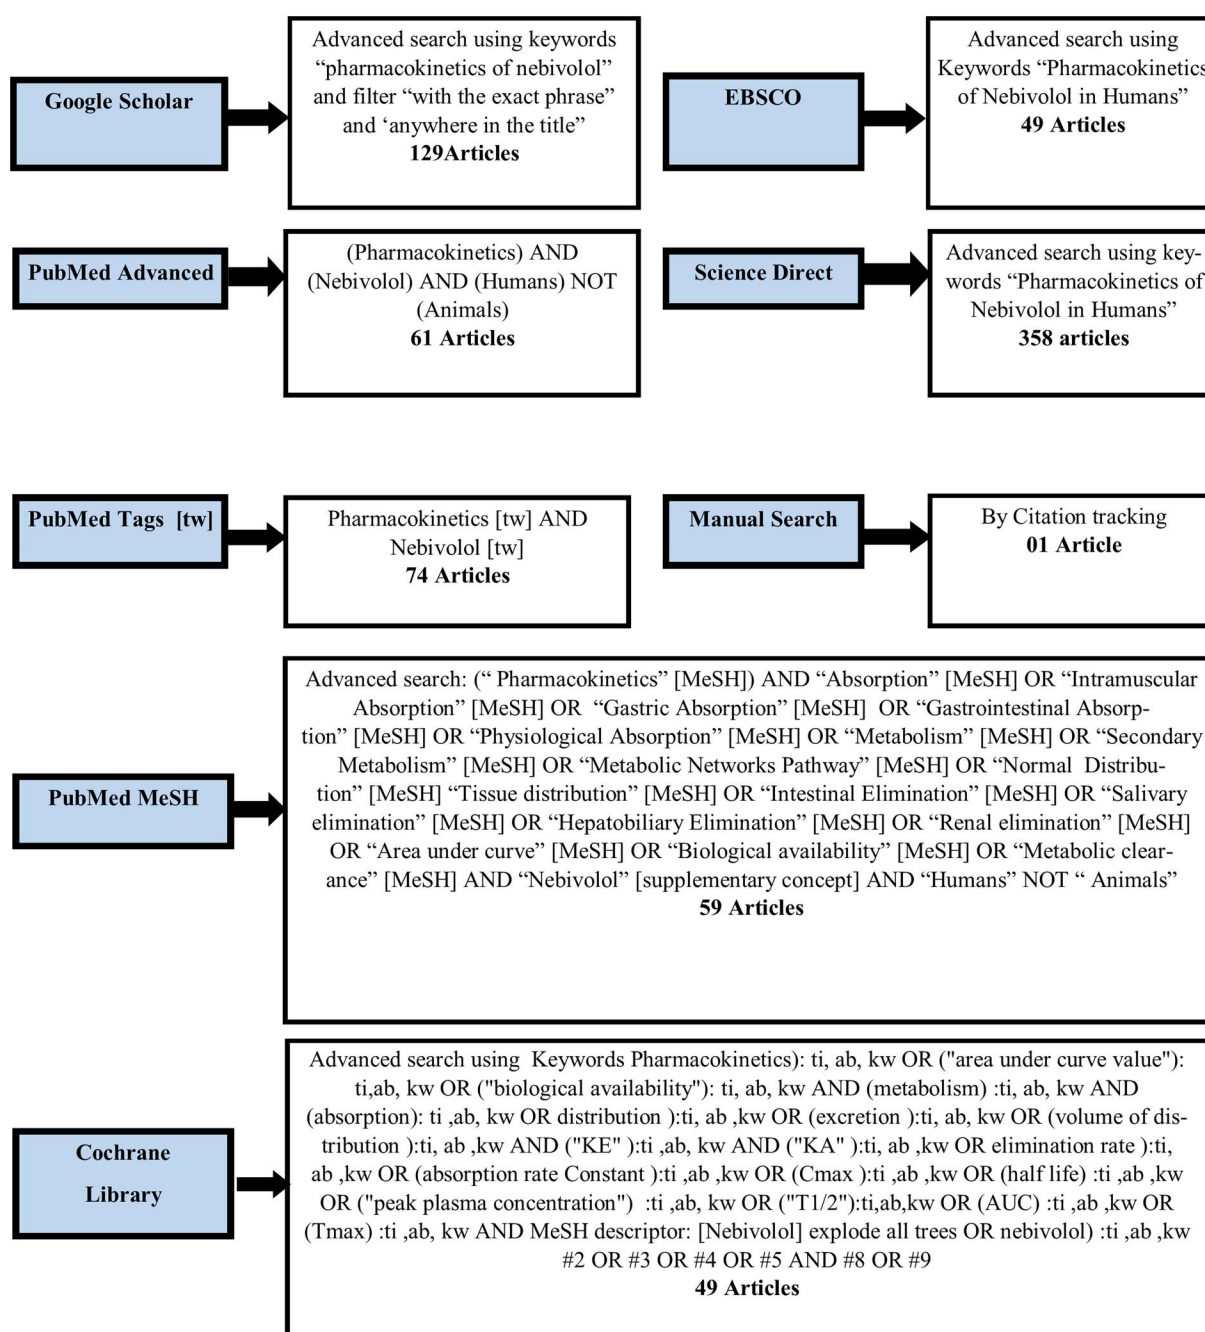 Google Scholar
Advanced search using keywords
“pharmacokinetics of nebivolol”
and filter “with the exact phrase”
and ‘anywhere in the title”
129Articles
EBSCO
Advanced search using
Keywords “Pharmacokinetics
of Nebivolol in Humans”
49 Articles
PubMed Advanced
(Pharmacokinetics) AND
(Nebivolol) AND (Humans) NOT
(Animals)
61 Articles
Science Direct
Advanced search using key-
words “Pharmacokinetics of
Nebivolol in Humans”
358 articles
PubMed Tags [tw]
Pharmacokinetics [tw] AND
Nebivolol [tw]
74 Articles
Manual Search
By Citation tracking
01 Article
PubMed MeSH
Advanced search: (“ Pharmacokinetics” [MeSH]) AND “Absorption” [MeSH] OR “Intramuscular
Absorption” [MeSH] OR “Gastric Absorption” [MeSH] OR “Gastrointestinal Absorp-
tion” [MeSH] OR “Physiological Absorption” [MeSH] OR “Metabolism” [MeSH] OR “Secondary
Metabolism” [MeSH] OR “Metabolic Networks Pathway” [MeSH] OR “Normal Distribu-
tion” [MeSH] “Tissue distribution” [MeSH] OR “Intestinal Elimination” [MeSH] OR “Salivary
elimination” [MeSH] OR “Hepatobiliary Elimination” [MeSH] OR “Renal elimination” [MeSH]
OR “Area under curve” [MeSH] OR “Biological availability” [MeSH] OR “Metabolic clear-
ance” [MeSH] AND “Nebivolol” [supplementary concept] AND “Humans” NOT “ Animals”
59 Articles
Cochrane
Library
Advanced search using Keywords Pharmacokinetics): ti, ab, kw OR ("area under curve value"):
ti,ab, kw OR ("biological availability"): ti, ab, kw AND (metabolism) :ti, ab, kw AND
(absorption): ti ,ab, kw OR distribution ):ti, ab ,kw OR (excretion ):ti, ab, kw OR (volume of dis-
tribution ):ti, ab ,kw AND ("KE" ):ti ,ab, kw AND ("KA" ):ti, ab ,kw OR elimination rate ):ti,
ab ,kw OR (absorption rate Constant ):ti ,ab ,kw OR (Cmax ):ti ,ab ,kw OR (half life) :ti ,ab ,kw
OR ("peak plasma concentration") :ti ,ab, kw OR ("T1/2"):ti,ab,kw OR (AUC) :ti ,ab ,kw OR
(Tmax) :ti ,ab, kw AND MeSH descriptor: [Nebivolol] explode all trees OR nebivolol) :ti ,ab ,kw
#2 OR #3 OR #4 OR #5 AND #8 OR #9
49 Articles